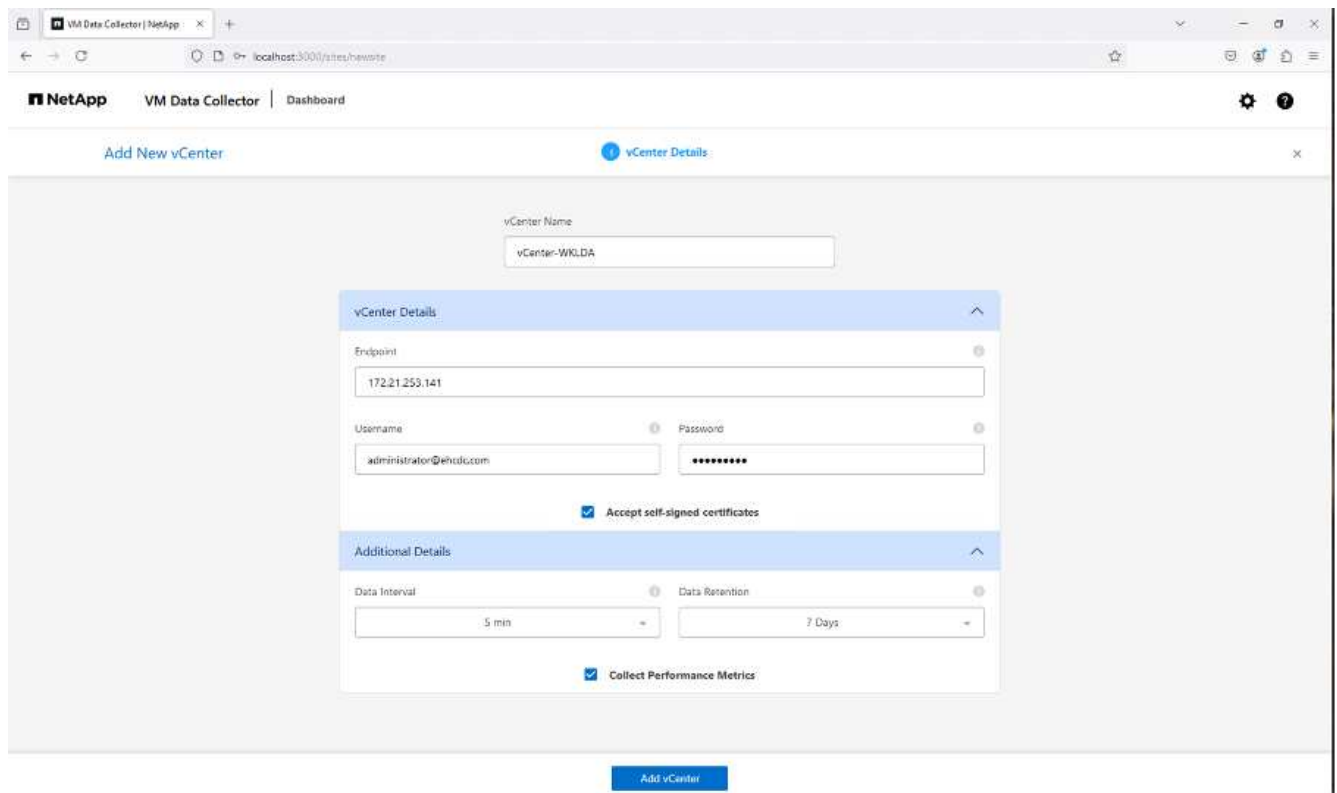 VM Data Collector | NetApp
localhost:3000/sites/newsite
NetApp VM Data Collector Dashboard
Add New vCenter
1 vCenter Details
vCenter Name
vCenter-WKLDA
vCenter Details
Endpoint
172.21.253.141
Username Password
administrator@ehcdc.com •••••••••
Accept self-signed certificates
Additional Details
Data Interval Data Retention
5 min 7 Days
Collect Performance Metrics
Add vCenter